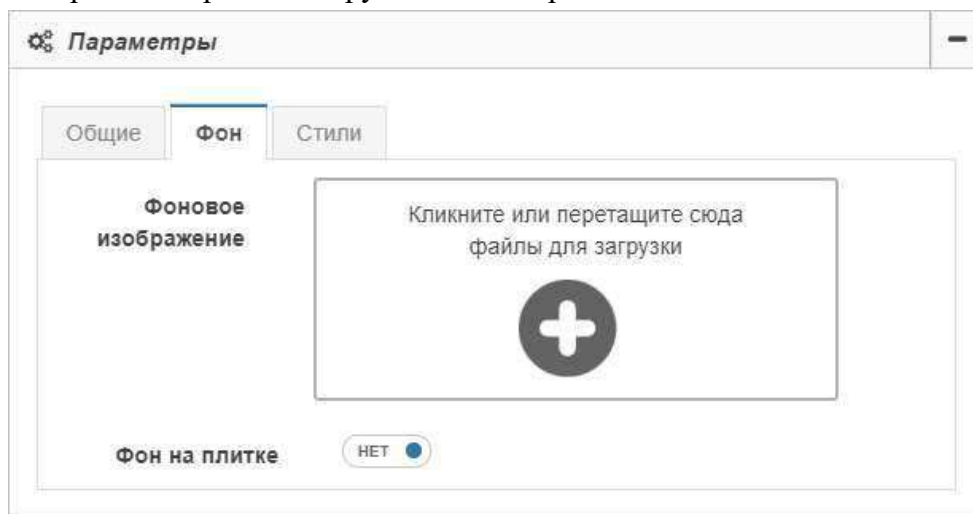 Параметры
Общие Фон Стили
Фоновое
изображение
Кликните или перетащите сюда
файлы для загрузки
Фон на плитке НЕТ